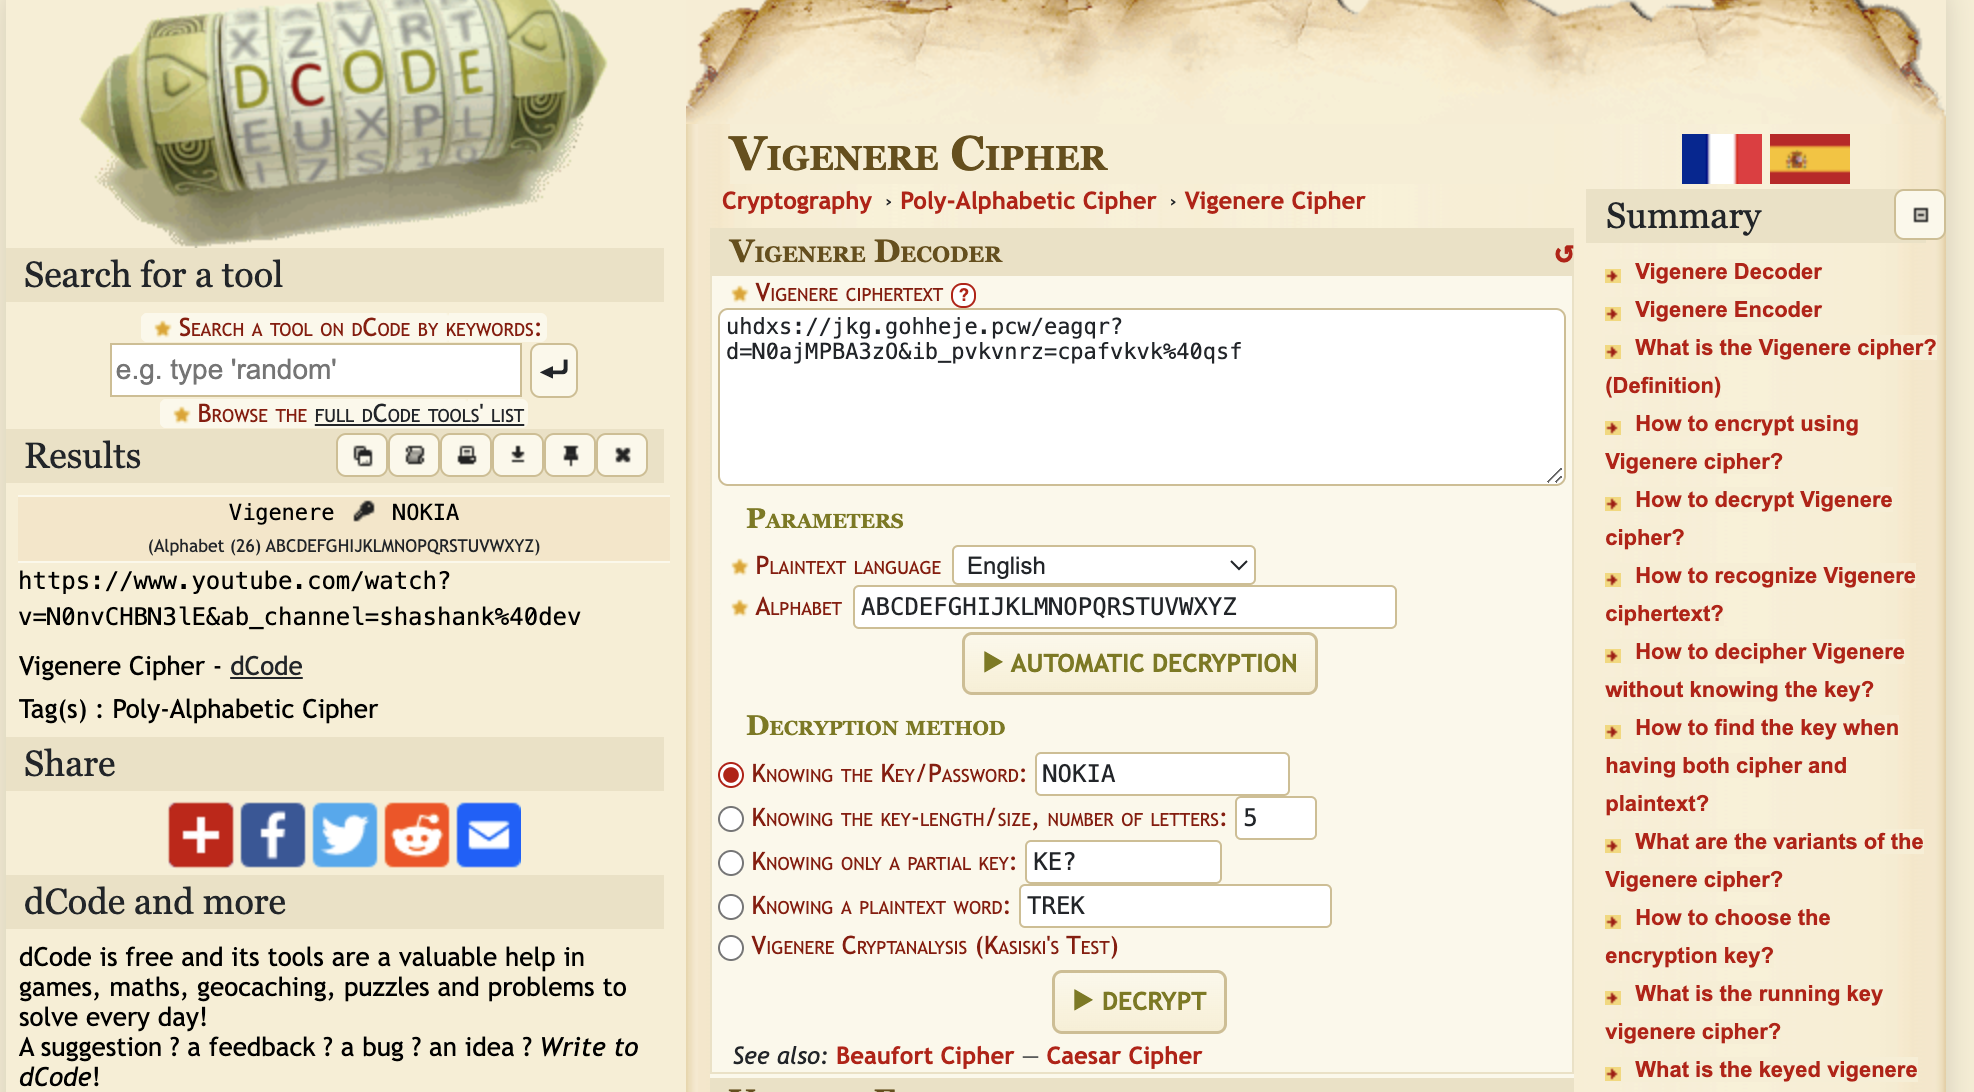 X Z V R T
D C O D E
E U X P L
I Z S 1 0
Search for a tool
★ Search a tool on dCode by keywords:
e.g. type 'random'
★ Browse the full dCode tools' list
Results
Vigenere NOKIA
(Alphabet (26) ABCDEFGHIJKLMNOPQRSTUVWXYZ)
https://www.youtube.com/watch?
v=N0nvCHBN3lE&ab_channel=shashank%40dev
Vigenere Cipher - dCode
Tag(s) : Poly-Alphabetic Cipher
Share
dCode and more
dCode is free and its tools are a valuable help in
games, maths, geocaching, puzzles and problems to
solve every day!
A suggestion ? a feedback ? a bug ? an idea ? Write to
dCode!
Vigenere Cipher
Cryptography › Poly-Alphabetic Cipher › Vigenere Cipher
Vigenere Decoder
★ Vigenere ciphertext ?
uhdxs://jkg.gohheje.pcw/eagqr?
d=N0ajMPBA3zO&ib_pvkvnrz=cpafvkvk%40qsf
Parameters
★ Plaintext language English
★ Alphabet ABCDEFGHIJKLMNOPQRSTUVWXYZ
▶ AUTOMATIC DECRYPTION
Decryption method
Knowing the Key/Password: NOKIA
Knowing the key-length/size, number of letters: 5
Knowing only a partial key: KE?
Knowing a plaintext word: TREK
Vigenere Cryptanalysis (Kasiski's Test)
▶ DECRYPT
See also: Beaufort Cipher — Caesar Cipher
Summary
Vigenere Decoder
Vigenere Encoder
What is the Vigenere cipher?
(Definition)
How to encrypt using
Vigenere cipher?
How to decrypt Vigenere
cipher?
How to recognize Vigenere
ciphertext?
How to decipher Vigenere
without knowing the key?
How to find the key when
having both cipher and
plaintext?
What are the variants of the
Vigenere cipher?
How to choose the
encryption key?
What is the running key
vigenere cipher?
What is the keyed vigenere